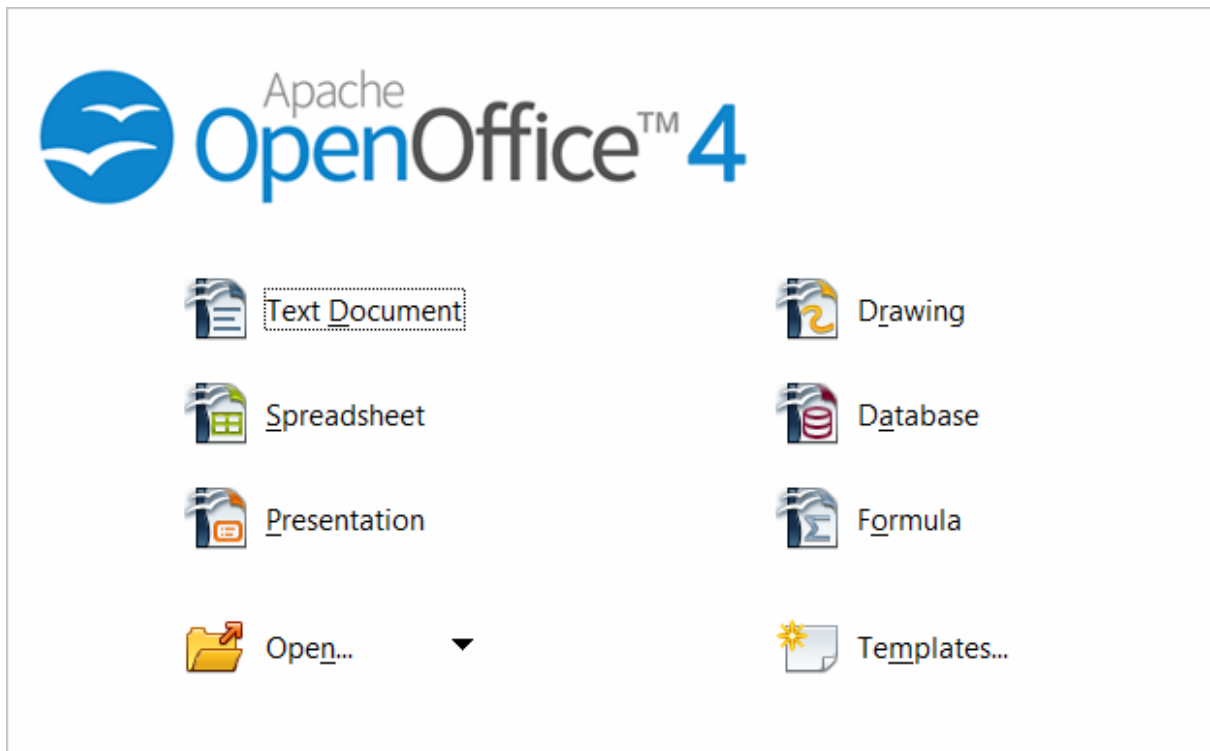 Apache
OpenOffice™ 4
Text Document
Drawing
Spreadsheet
Database
Presentation
Formula
Open...
Templates...